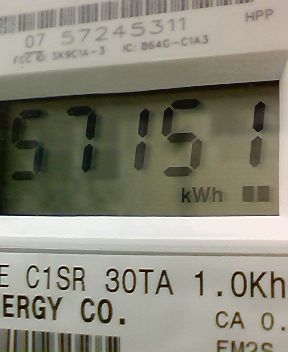 HPP
07 57245311
FCC ID: SK9C1A-3 IC: 864G-C1A3
57151
kWh
E C1SR 30TA 1.0Kh
ERGY CO.
CA 0.
FM2S